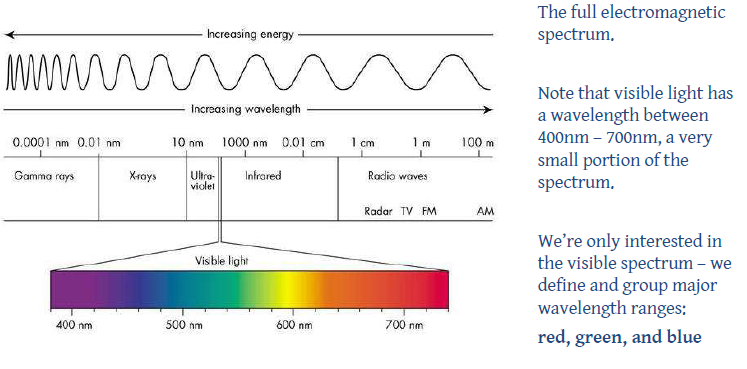 Increasing energy
Increasing wavelength
0.0001 nm 0.01 nm 10 nm 1000 nm 0.01 cm 1 cm 1 m 100 m
Gamma rays X-rays Ultra-
violet Infrared Radio waves
Radar TV FM AM
Visible light
400 nm 500 nm 600 nm 700 nm
The full electromagnetic
spectrum.
Note that visible light has
a wavelength between
400nm – 700nm, a very
small portion of the
spectrum.
We’re only interested in
the visible spectrum – we
define and group major
wavelength ranges:
red, green, and blue